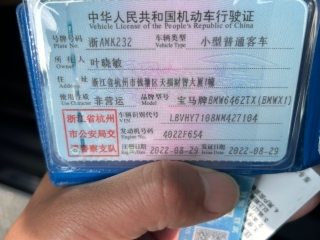 中华人民共和国机动车行驶证
Vehicle License of the People's Republic of China
号牌号码 浙AMK232 车辆类型 小型普通客车
Plate No. Vehicle Type
所有人 叶晓敏
住址 浙江省杭州市钱塘区天福财智大厦1幢
Address
使用性质 非营运 品牌型号 宝马牌BMW6462TX(BMWX1)
Use Character Model
浙江省杭州市公安局交通警察支队
车辆识别代号 LBVHY7108NM427104
VIN
发动机号码 4022F654
Engine No.
注册日期 2022-08-29 发证日期 2022-08-29
Register Date Issue Date